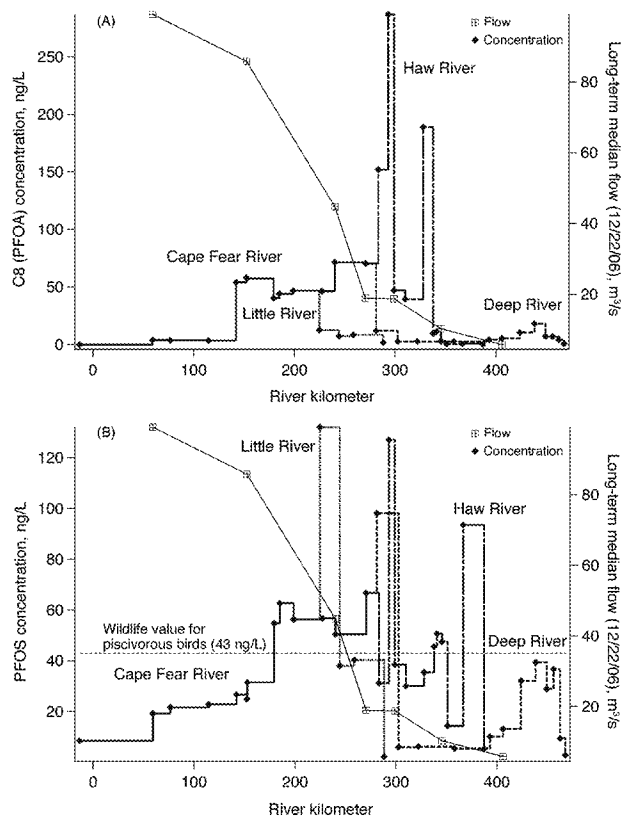 (A)
Flow
Concentration
250
200
150
100
50
0
80
60
40
20
C8 (PFOA) concentration, ng/L
Long-term median flow (12/22/06), m³/s
Haw River
Cape Fear River
Little River
Deep River
0
100
200
300
400
River kilometer
(B)
Flow
Concentration
120
100
80
60
40
20
80
60
40
20
PFOS concentration, ng/L
Long-term median flow (12/22/06), m³/s
Little River
Haw River
Wildlife value for
piscivorous birds (43 ng/L)
Deep River
Cape Fear River
0
100
200
300
400
River kilometer